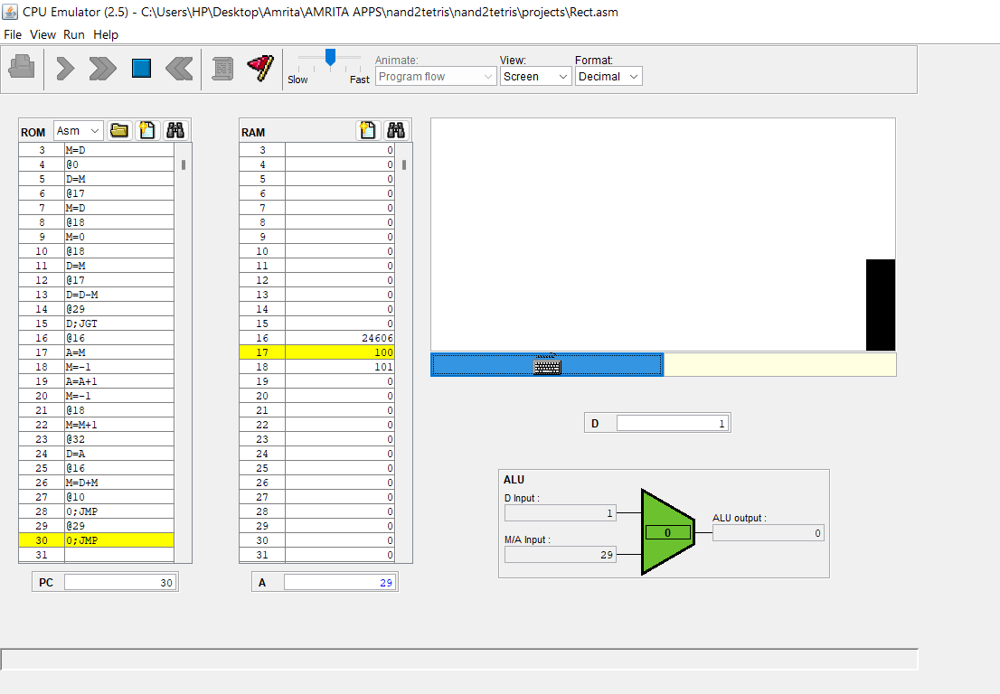 CPU Emulator (2.5) - C:\Users\HP\Desktop\Amrita\AMRITA APPS\nand2tetris\nand2tetris\projects\Rect.asm
File View Run Help
Slow Fast
Animate:
Program flow
View:
Screen
Format:
Decimal
ROM Asm
3 M=D
4 @0
5 D=M
6 @17
7 M=D
8 @18
9 M=0
10 @18
11 D=M
12 @17
13 D=D-M
14 @29
15 D;JGT
16 @16
17 A=M
18 M=-1
19 A=A+1
20 M=-1
21 @18
22 M=M+1
23 @32
24 D=A
25 @16
26 M=D+M
27 @10
28 0;JMP
29 @29
30 0;JMP
31
PC 30
RAM
3 0
4 0
5 0
6 0
7 0
8 0
9 0
10 0
11 0
12 0
13 0
14 0
15 0
16 24606
17 100
18 101
19 0
20 0
21 0
22 0
23 0
24 0
25 0
26 0
27 0
28 0
29 0
30 0
31 0
A 29
D 1
ALU
D Input :
1
M/A Input :
29
0
ALU output :
0